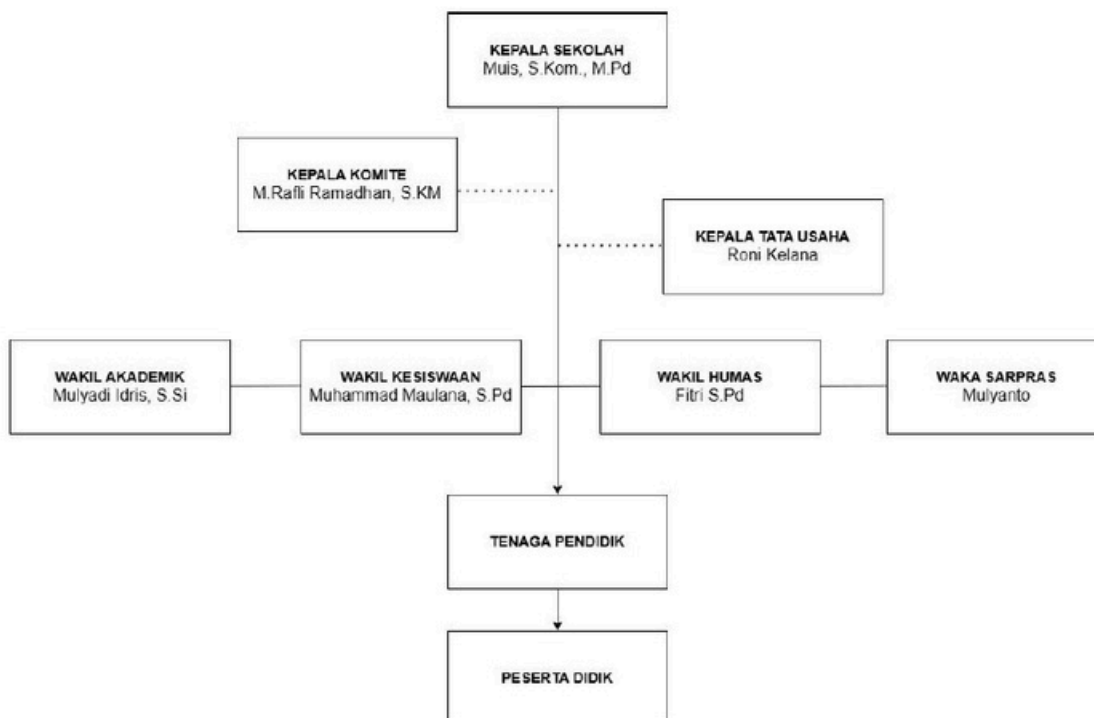 KEPALA SEKOLAH
Muis, S.Kom., M.Pd
KEPALA KOMITE
M.Rafli Ramadhan, S.KM
KEPALA TATA USAHA
Roni Kelana
WAKIL AKADEMIK
Mulyadi Idris, S.Si
WAKIL KESISWAAN
Muhammad Maulana, S.Pd
WAKIL HUMAS
Fitri S.Pd
WAKA SARPRAS
Mulyanto
TENAGA PENDIDIK
PESERTA DIDIK